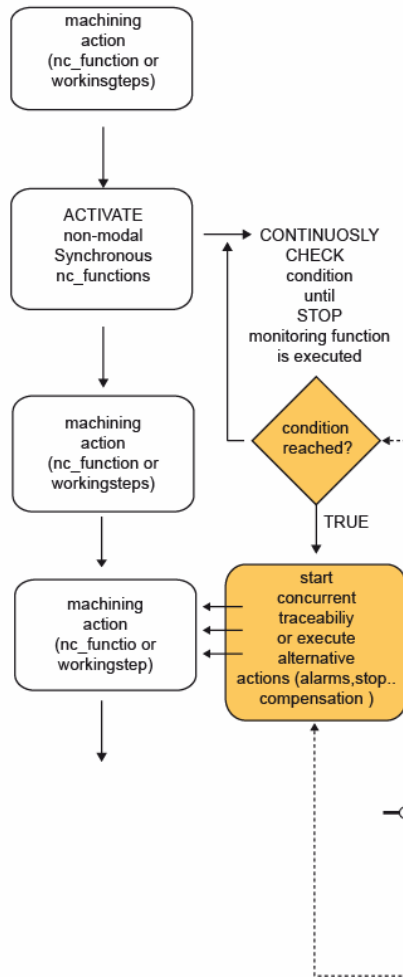 machining
action
(nc_function or
workinsgteps)
ACTIVATE
non-modal
Synchronous
nc_functions
CONTINUOSLY
CHECK
condition
until
STOP
monitoring function
is executed
machining
action
(nc_function or
workingsteps)
condition
reached?
TRUE
machining
action
(nc_functio or
workingstep)
start
concurrent
traceabiliy
or execute
alternative
actions (alarms,stop..
compensation )